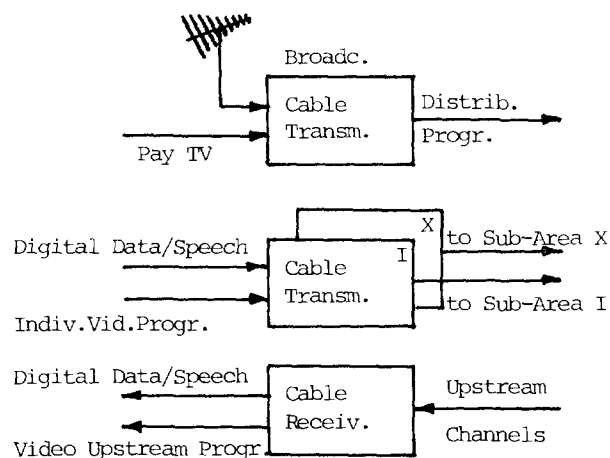 Broadc.
Cable
Transm.
Distrib.
Progr.
Pay TV
Digital Data/Speech
X
I
to Sub-Area X
Cable
Transm.
to Sub-Area I
Indiv.Vid.Progr.
Digital Data/Speech
Cable
Receiv.
Upstream
Channels
Video Upstream Progr.